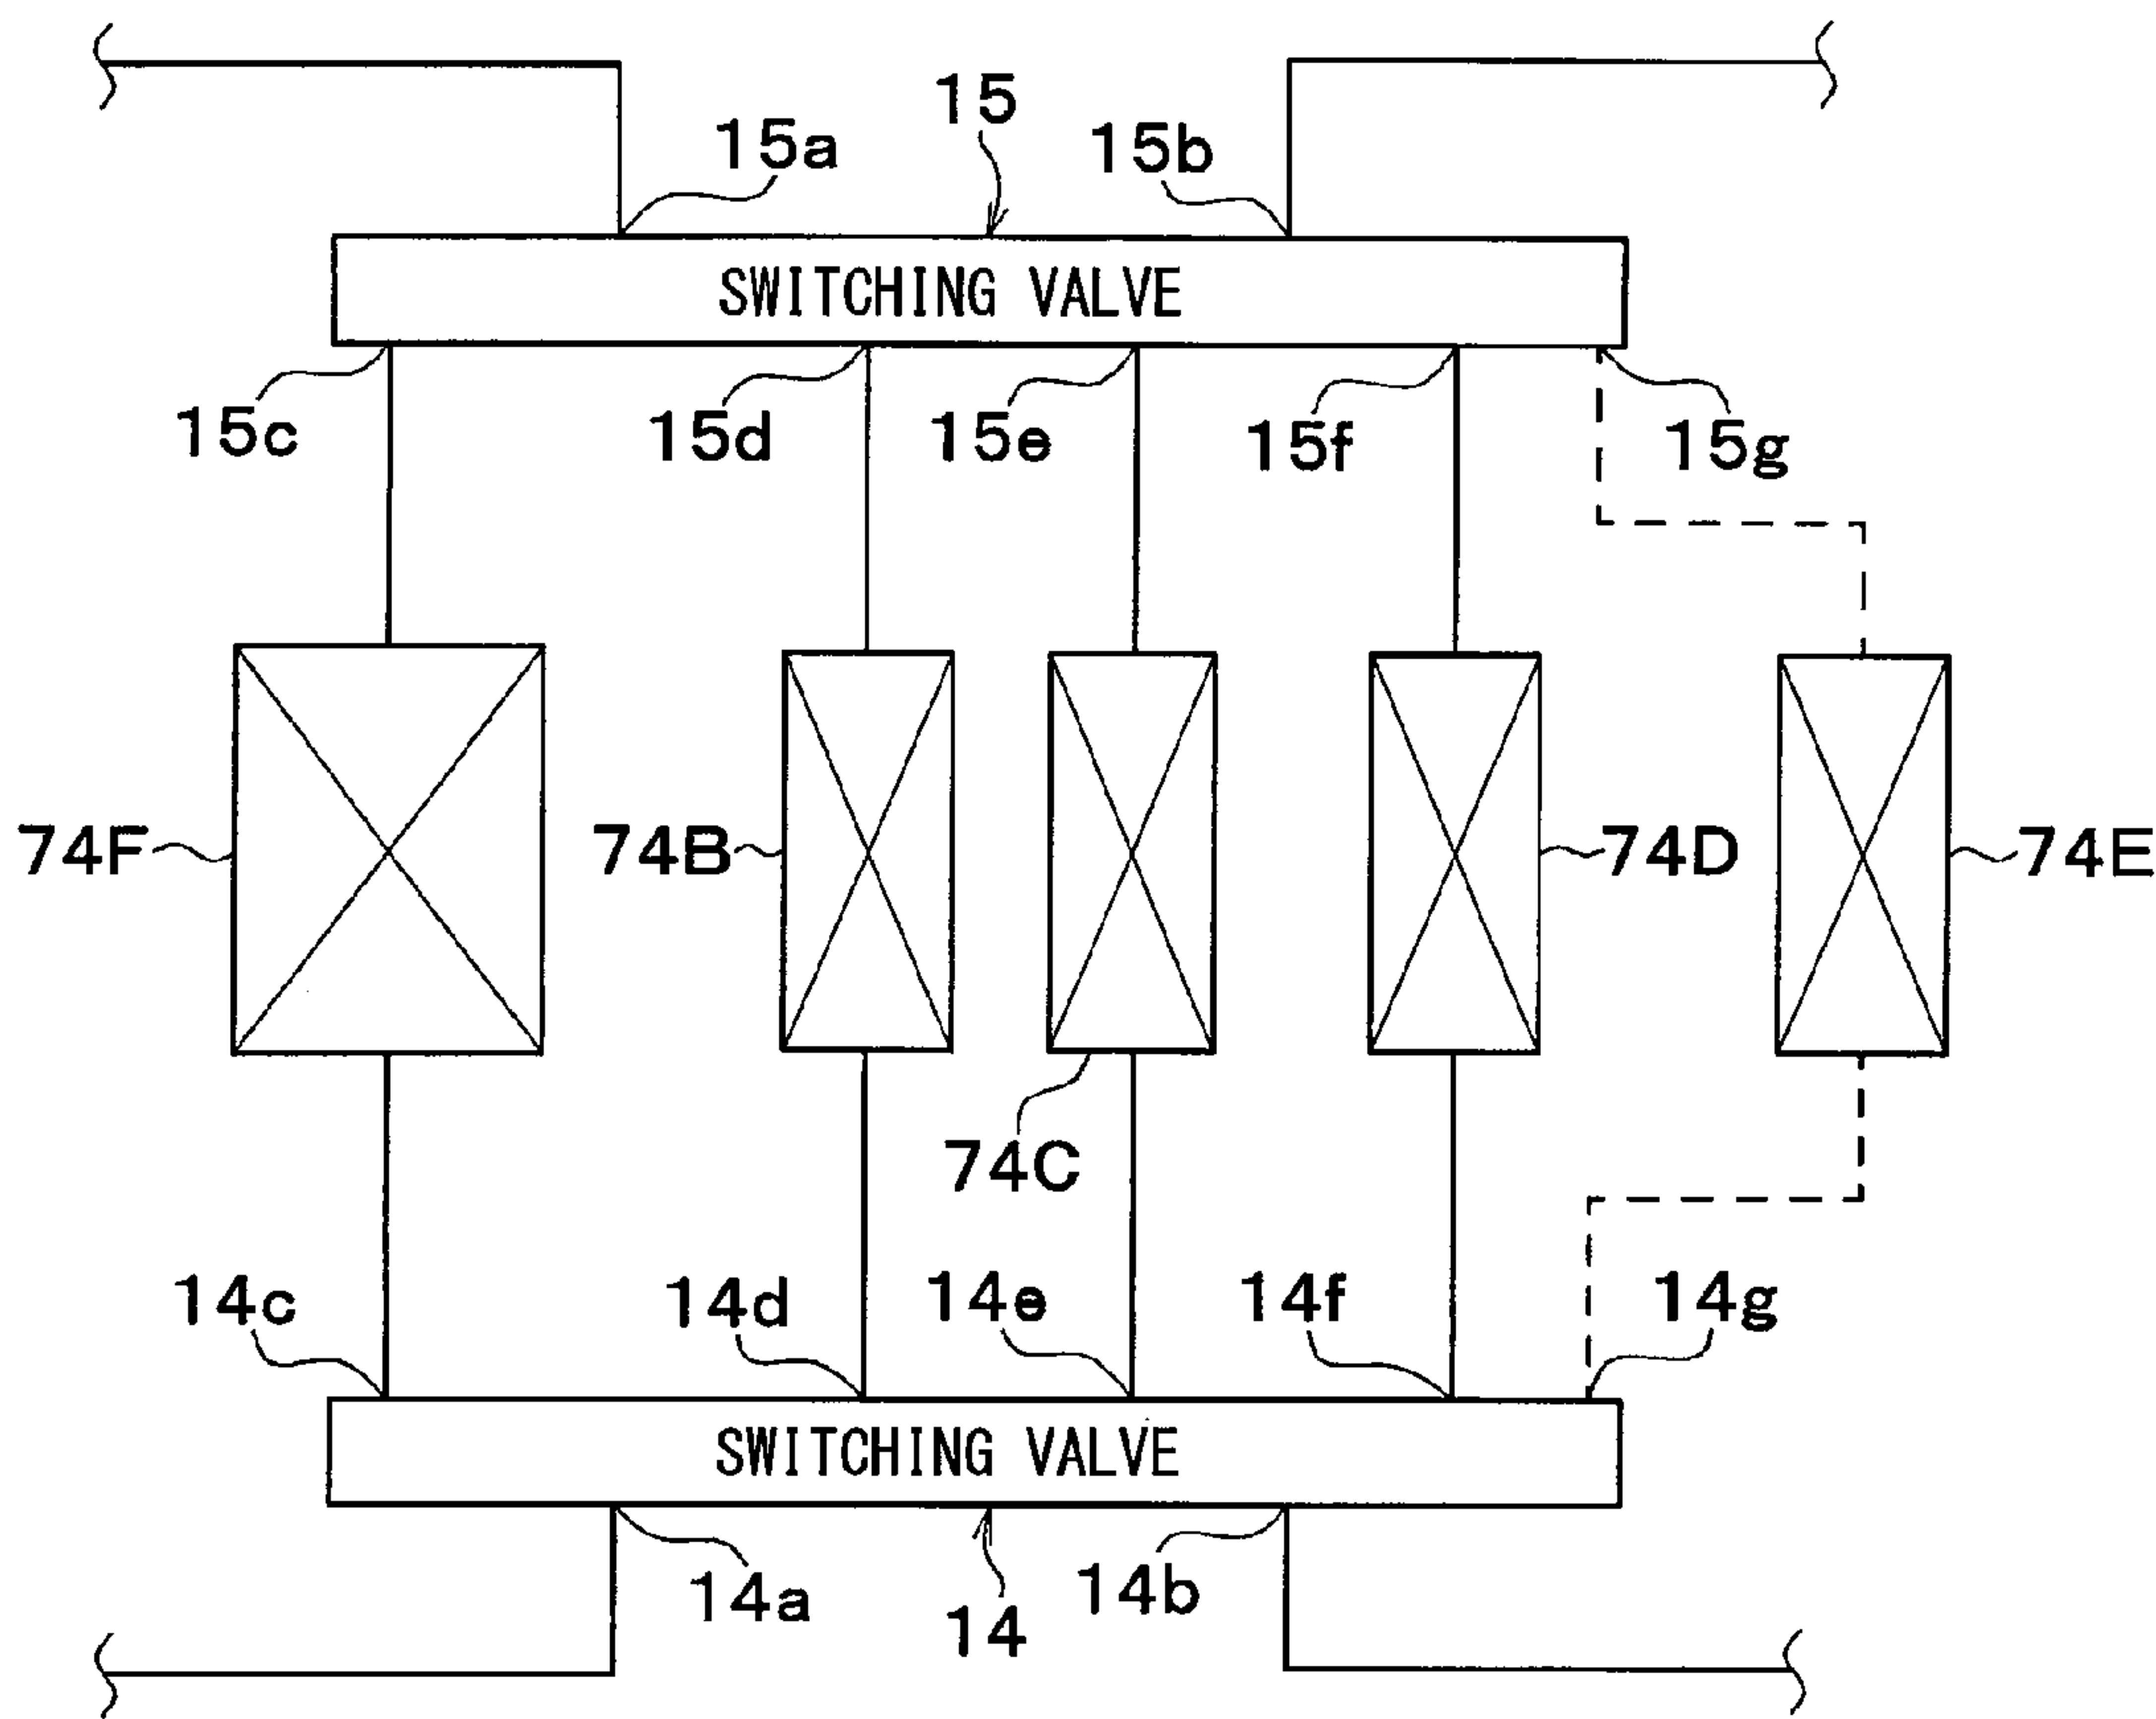 15
15a
15b
SWITCHING VALVE
15c
15d
15e
15f
15g
74F
74B
74D
74E
74C
14c
14d
14e
14f
14g
SWITCHING VALVE
14a
14
14b